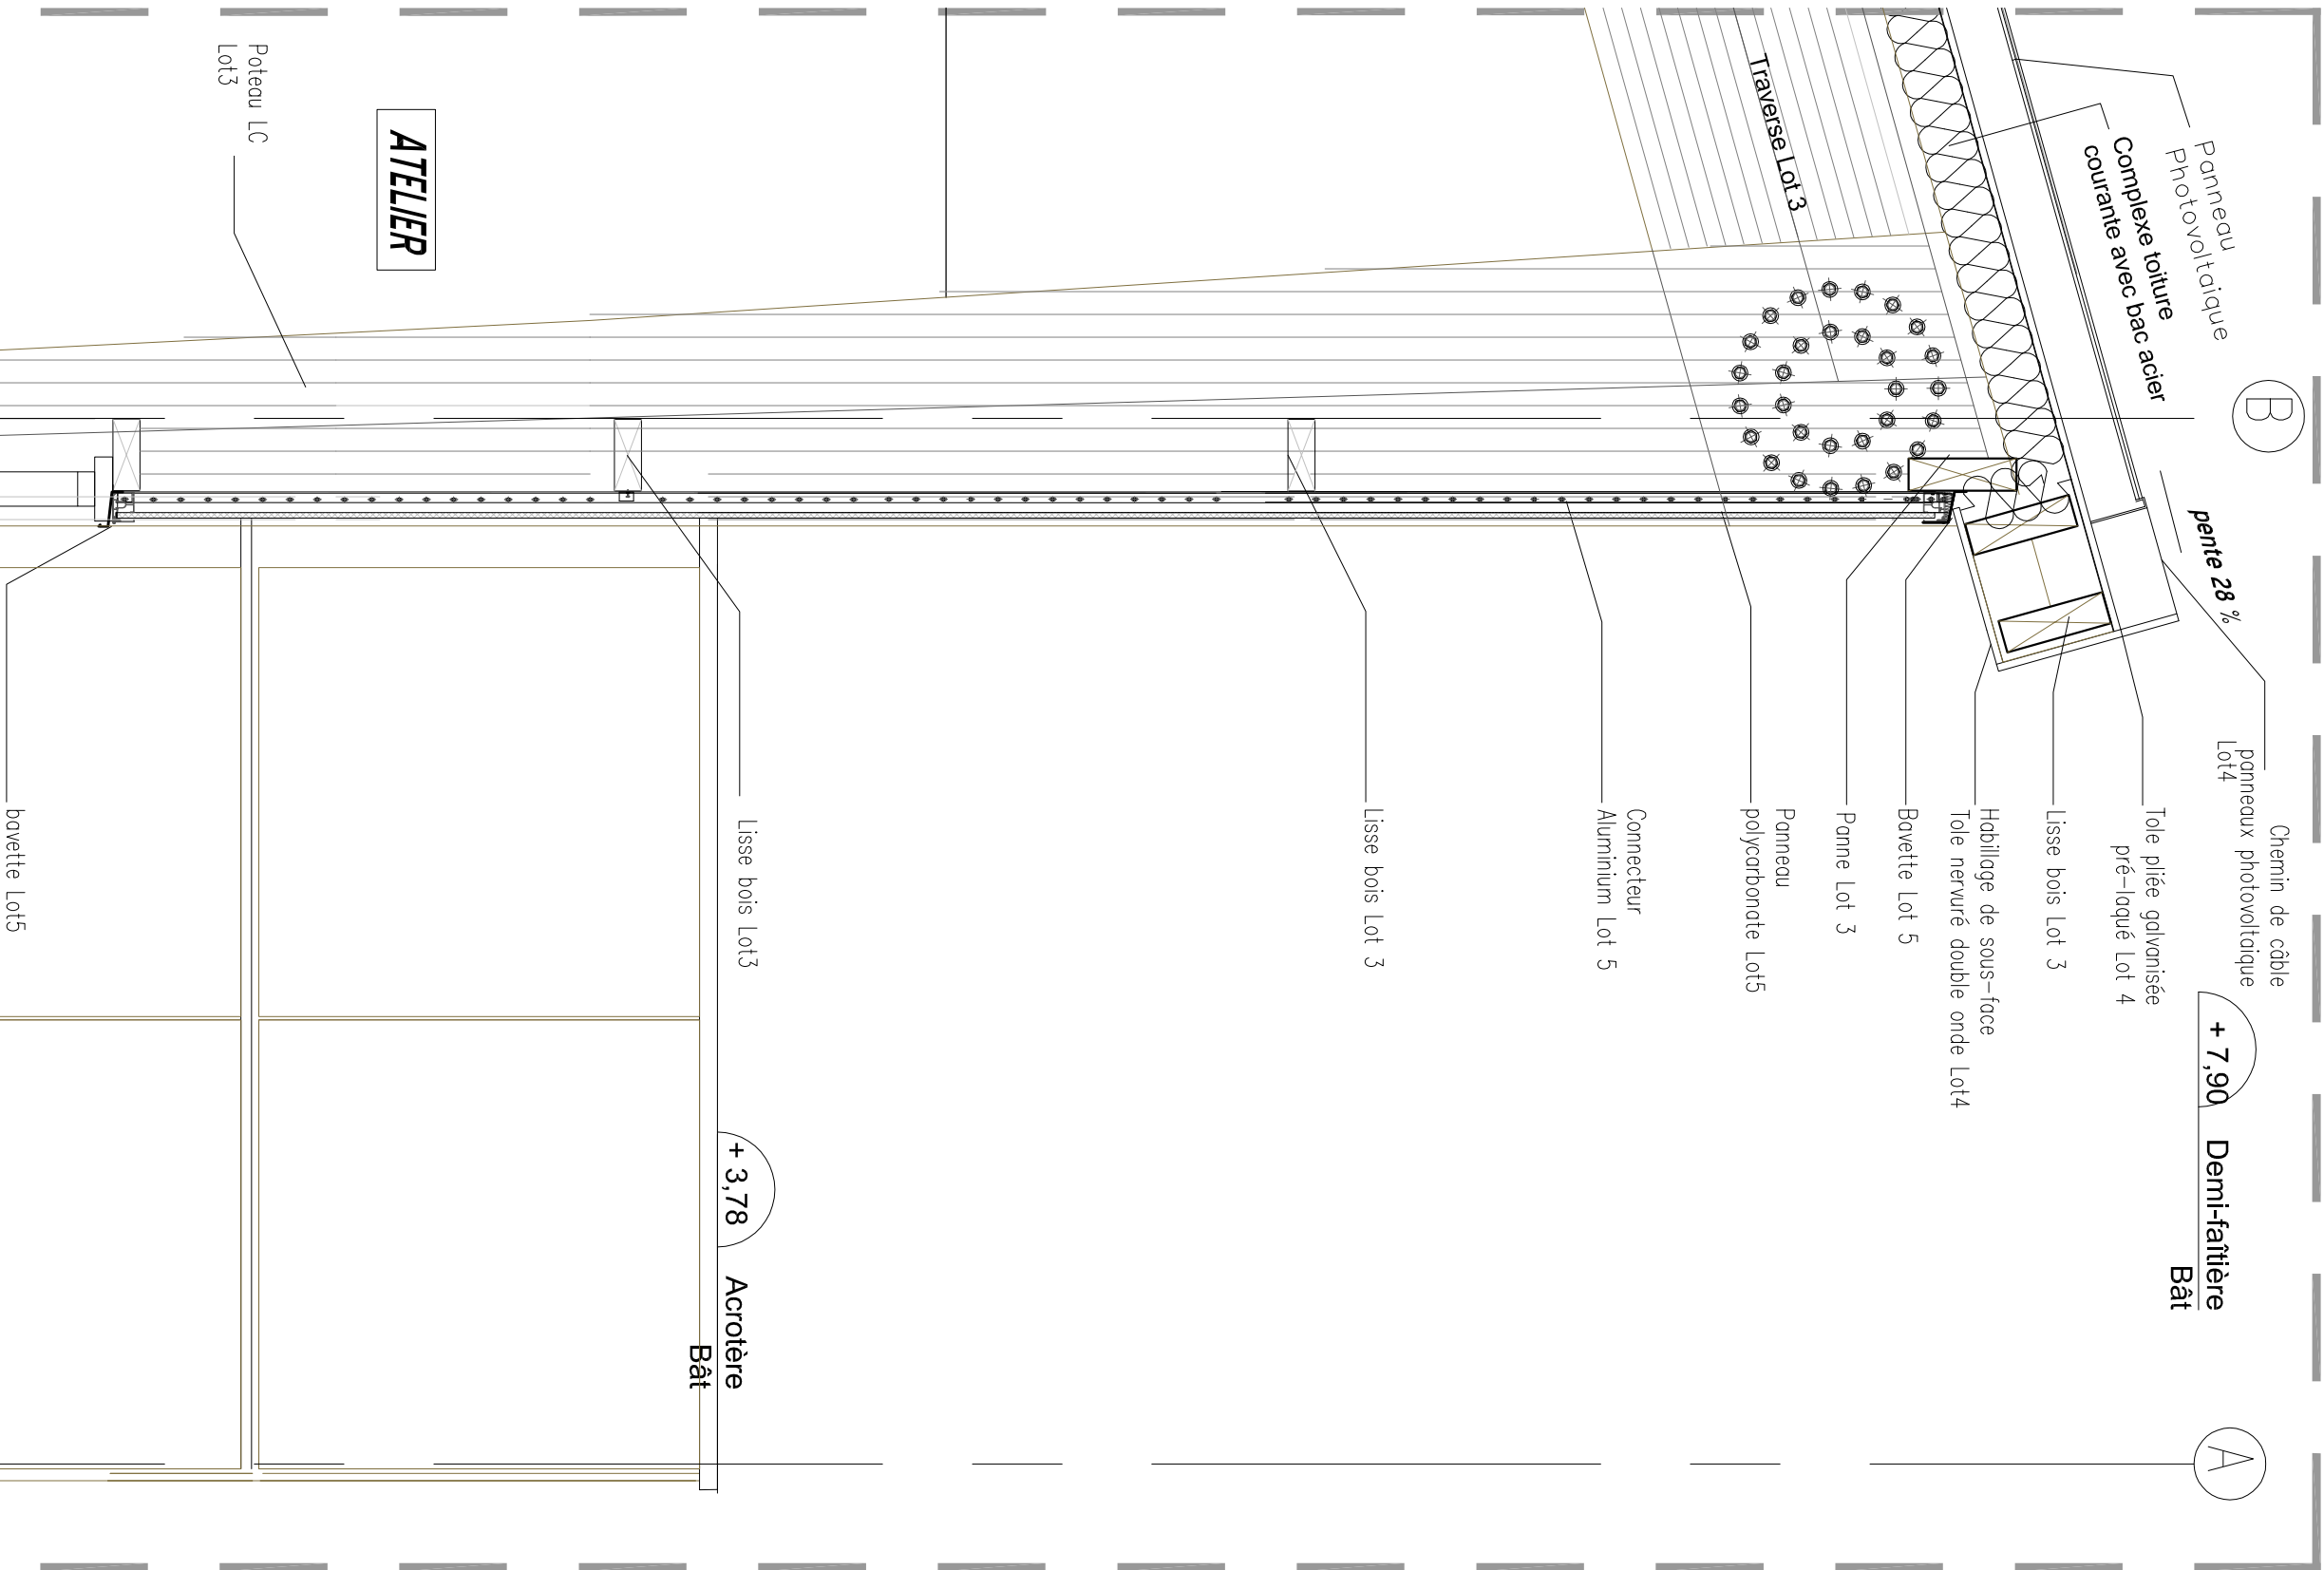 Panneau
Photovoltaique
Complexe toiture
courante avec bac acier
B
pente 28 %
Chemin de câble
panneaux photovoltaique
Lot4
Tole pliée galvanisée
pré-laqué Lot 4
Lisse bois Lot 3
Habillage de sous-face
Tole nervuré double onde Lot4
Bavette Lot 5
Panne Lot 3
Panneau
polycarbonate Lot5
Connecteur
Aluminium Lot 5
Lisse bois Lot 3
Lisse bois Lot3
bavette Lot5
Traverse Lot 3
ATELIER
Poteau LC
Lot3
+ 7,90 Demi-faîtière
Bât
+ 3,78 Acrotère
Bât
A